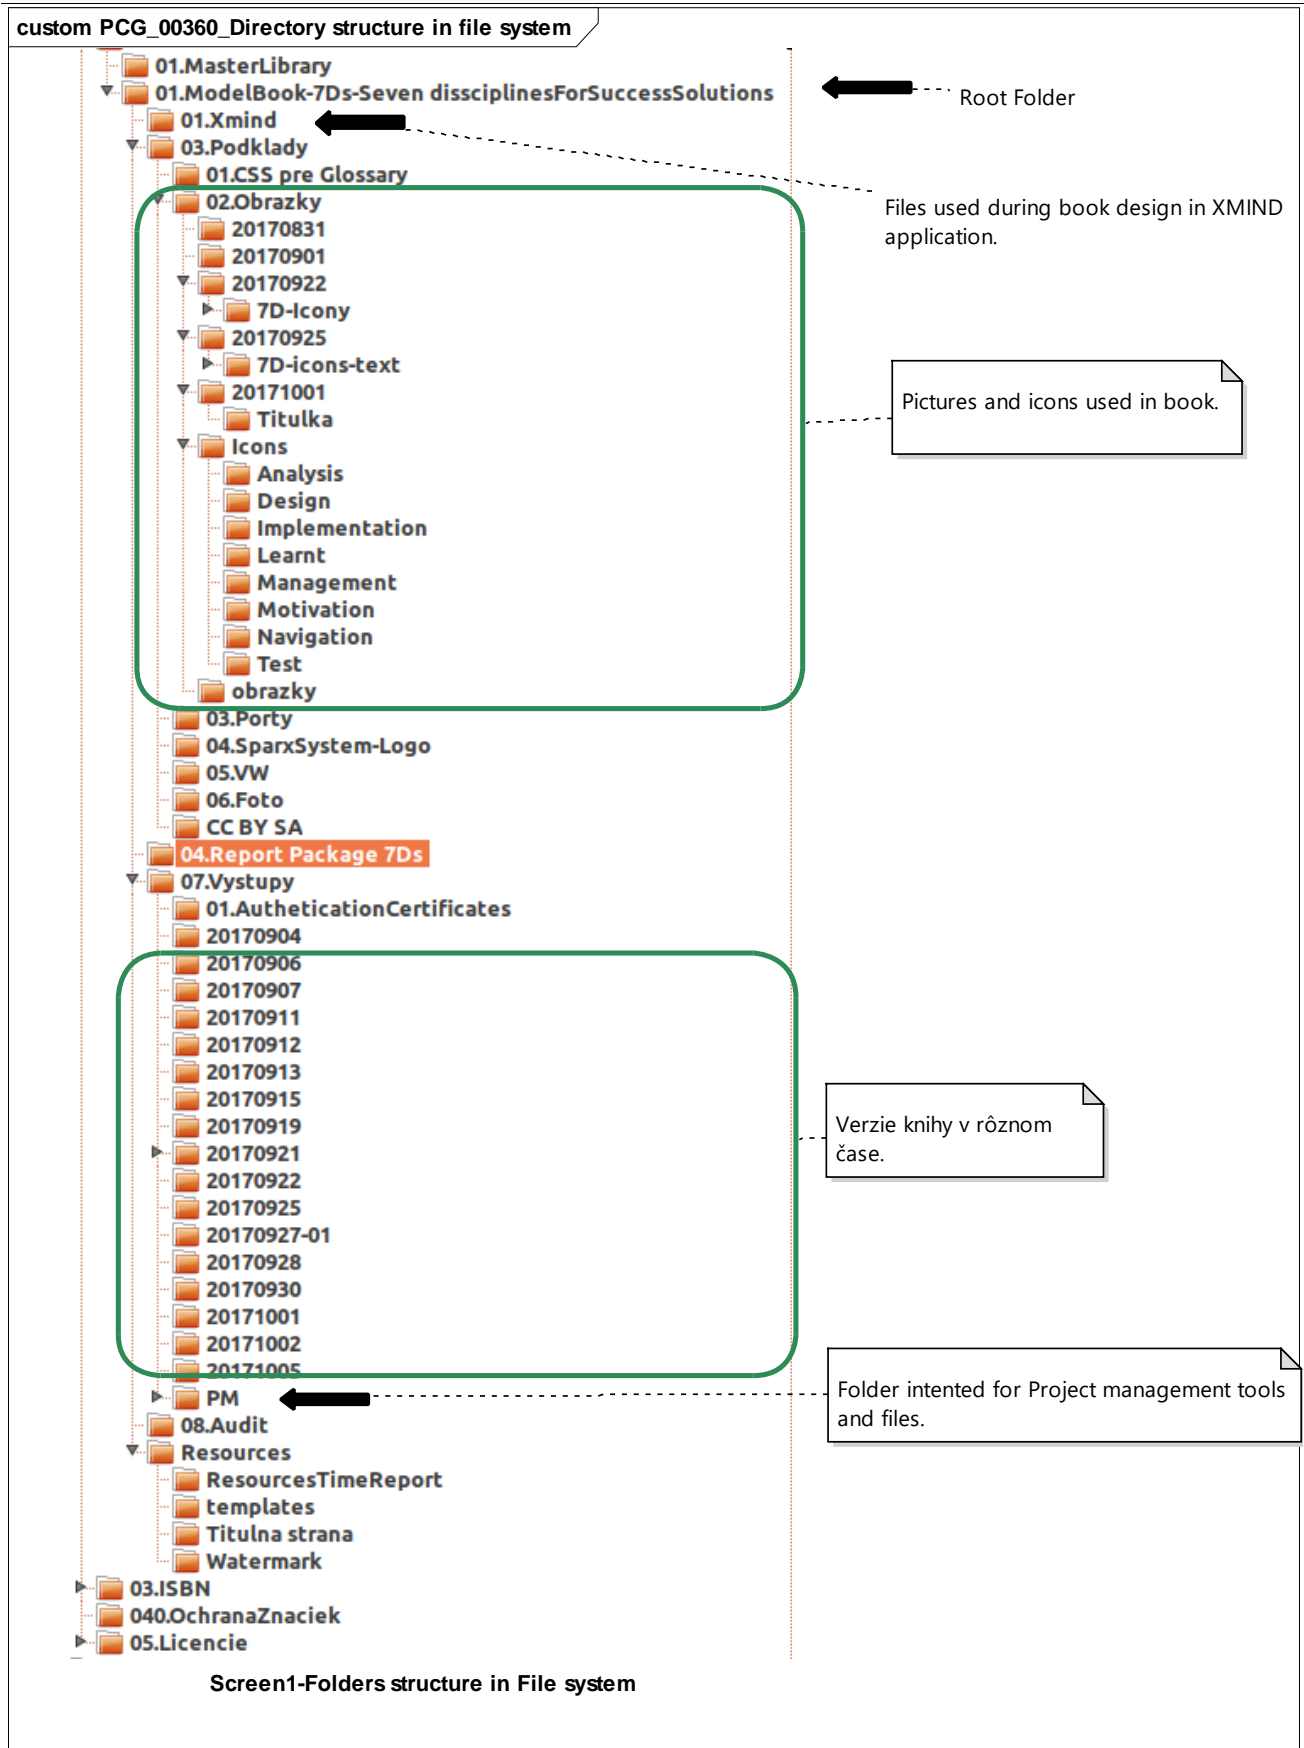 custom PCG_00360_Directory structure in file system
01.MasterLibrary
01.ModelBook-7Ds-Seven dissciplinesForSuccessSolutions
Root Folder
01.Xmind
03.Podklady
01.CSS pre Glossary
02.Obrazky
Files used during book design in XMIND
application.
20170831
20170901
20170922
7D-Icony
20170925
7D-icons-text
20171001
Pictures and icons used in book.
Titulka
Icons
Analysis
Design
Implementation
Learnt
Management
Motivation
Navigation
Test
obrazky
03.Porty
04.SparxSystem-Logo
05.VW
06.Foto
CC BY SA
04.Report Package 7Ds
07.Vystupy
01.AutheticationCertificates
20170904
20170906
20170907
20170911
20170912
20170913
20170915
20170919
Verzie knihy v rôznom
čase.
20170921
20170922
20170925
20170927-01
20170928
20170930
20171001
20171002
20171005
PM
Folder intented for Project management tools
and files.
08.Audit
Resources
ResourcesTimeReport
templates
Titulna strana
Watermark
03.ISBN
040.OchranaZnaciek
05.Licencie
Screen1-Folders structure in File system